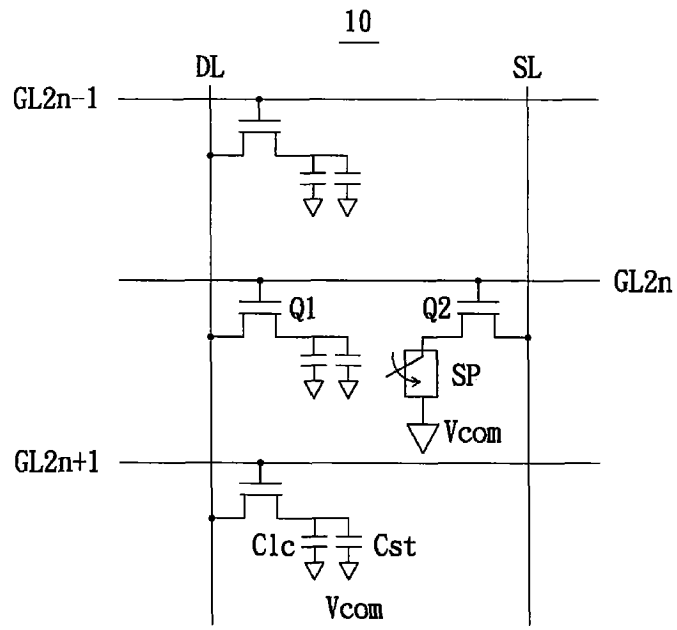 10
DL
SL
GL2n-1
GL2n
Q1
Q2
SP
Vcom
GL2n+1
Clc
Cst
Vcom